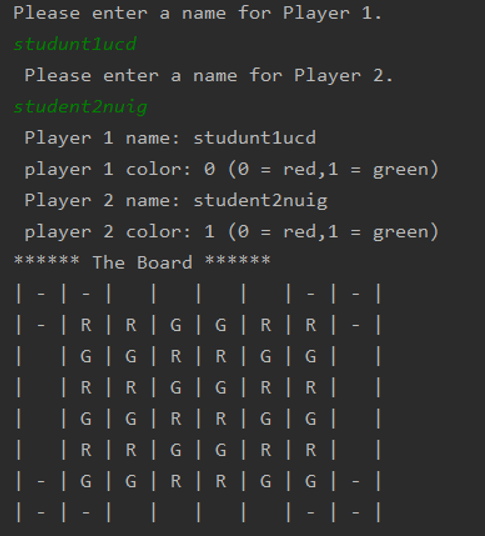 Please enter a name for Player 1.
studunt1ucd
Please enter a name for Player 2.
student2nuig
Player 1 name: studunt1ucd
player 1 color: 0 (0 = red,1 = green)
Player 2 name: student2nuig
player 2 color: 1 (0 = red,1 = green)
****** The Board ******
| - | - |   |   |   |   | - | - |
| - | R | R | G | G | R | R | - |
|   | G | G | R | R | G | G |   |
|   | R | R | G | G | R | R |   |
|   | G | G | R | R | G | G |   |
|   | R | R | G | G | R | R |   |
| - | G | G | R | R | G | G | - |
| - | - |   |   |   |   | - | - |